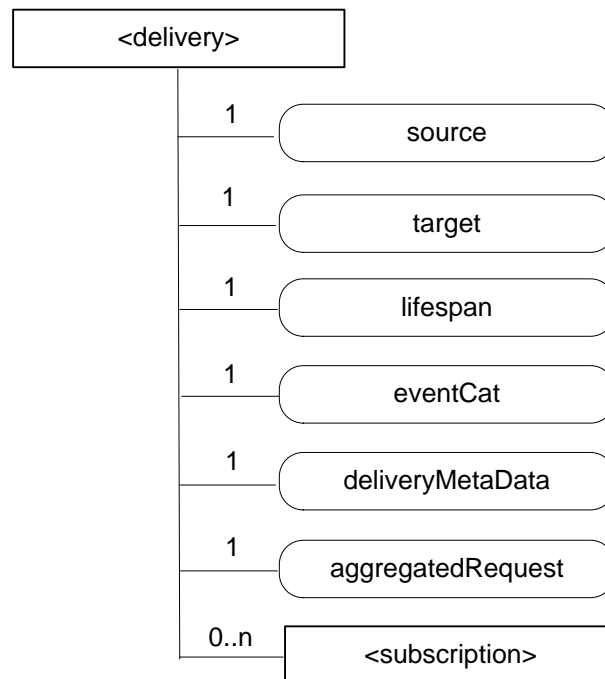 <delivery>
1
source
1
target
1
lifespan
1
eventCat
1
deliveryMetaData
1
aggregatedRequest
0..n
<subscription>